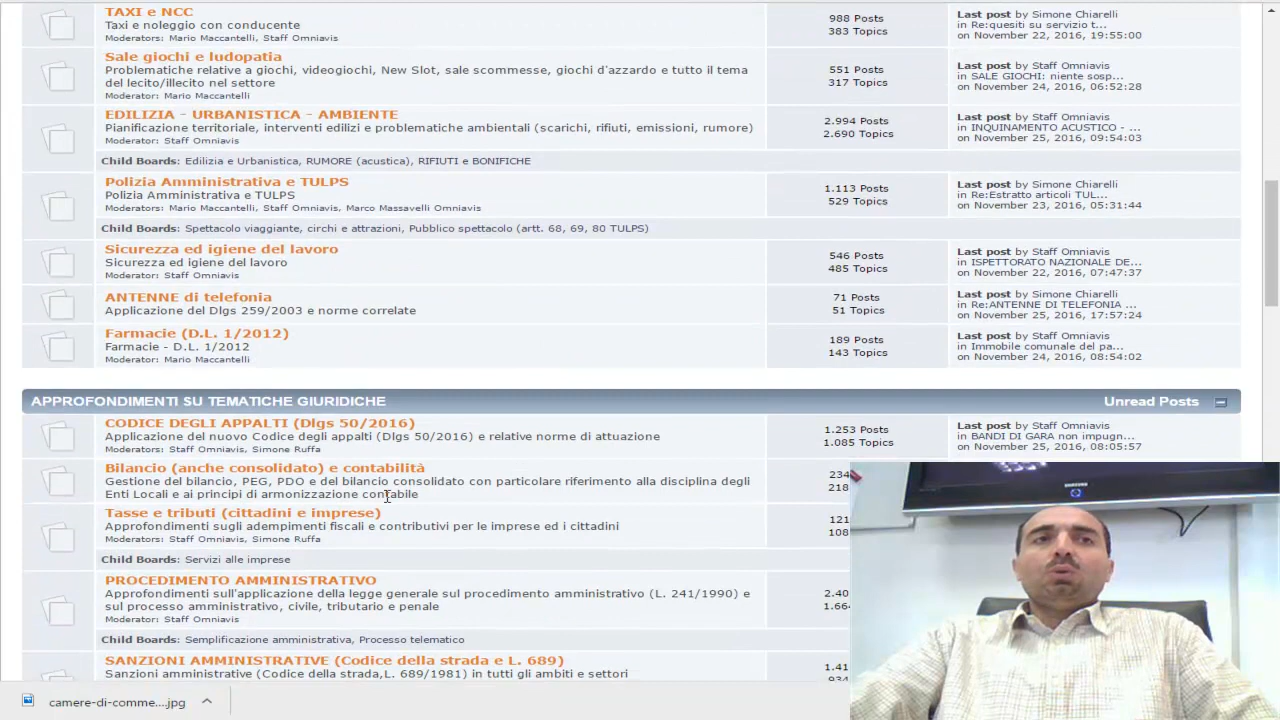 TAXI e NCC
Taxi e noleggio con conducente
Moderators: Mario Maccantelli, Staff Omniavis
988 Posts
383 Topics
Last post by Simone Chiarelli
in Re:quesiti su servizio t...
on November 22, 2016, 19:55:00
Sale giochi e ludopatia
Problematiche relative a giochi, videogiochi, New Slot, sale scommesse, giochi d'azzardo e tutto il tema
del lecito/illecito nel settore
Moderator: Mario Maccantelli
551 Posts
317 Topics
Last post by Staff Omniavis
in SALE GIOCHI: niente sosp...
on November 24, 2016, 06:52:28
EDILIZIA - URBANISTICA - AMBIENTE
Pianificazione territoriale, interventi edilizi e problematiche ambientali (scarichi, rifiuti, emissioni, rumore)
Moderator: Staff Omniavis
2.994 Posts
2.690 Topics
Last post by Staff Omniavis
in INQUINAMENTO ACUSTICO - ...
on November 25, 2016, 09:54:03
Child Boards: Edilizia e Urbanistica, RUMORE (acustica), RIFIUTI e BONIFICHE
Polizia Amministrativa e TULPS
Polizia Amministrativa e TULPS
Moderators: Mario Maccantelli, Staff Omniavis, Marco Massavelli Omniavis
1.113 Posts
529 Topics
Last post by Simone Chiarelli
in Re:Estratto articoli TUL...
on November 23, 2016, 05:31:44
Child Boards: Spettacolo viaggiante, circhi e attrazioni, Pubblico spettacolo (artt. 68, 69, 80 TULPS)
Sicurezza ed igiene del lavoro
Sicurezza ed igiene del lavoro
Moderator: Staff Omniavis
546 Posts
485 Topics
Last post by Staff Omniavis
in ISPETTORATO NAZIONALE DE...
on November 22, 2016, 07:47:37
ANTENNE di telefonia
Applicazione del Dlgs 259/2003 e norme correlate
71 Posts
51 Topics
Last post by Simone Chiarelli
in Re:ANTENNE DI TELEFONIA ...
on November 25, 2016, 17:57:24
Farmacie (D.L. 1/2012)
Farmacie - D.L. 1/2012
Moderator: Mario Maccantelli
189 Posts
143 Topics
Last post by Staff Omniavis
in Immobile comunale del pa...
on November 24, 2016, 08:54:02
APPROFONDIMENTI SU TEMATICHE GIURIDICHE
Unread Posts
CODICE DEGLI APPALTI (Dlgs 50/2016)
Applicazione del nuovo Codice degli appalti (Dlgs 50/2016) e relative norme di attuazione
Moderators: Staff Omniavis, Simone Ruffa
1.253 Posts
1.085 Topics
Last post by Staff Omniavis
in BANDI DI GARA non impugn...
on November 25, 2016, 08:05:57
Bilancio (anche consolidato) e contabilità
Gestione del bilancio, PEG, PDO e del bilancio consolidato con particolare riferimento alla disciplina degli
Enti Locali e ai principi di armonizzazione contabile
234
218
Tasse e tributi (cittadini e imprese)
Approfondimenti sugli adempimenti fiscali e contributivi per le imprese ed i cittadini
Moderators: Staff Omniavis, Simone Ruffa
121
108
Child Boards: Servizi alle imprese
PROCEDIMENTO AMMINISTRATIVO
Approfondimenti sull'applicazione della legge generale sul procedimento amministrativo (L. 241/1990) e
sul processo amministrativo, civile, tributario e penale
Moderator: Staff Omniavis
2.40
1.66
Child Boards: Semplificazione amministrativa, Processo telematico
SANZIONI AMMINISTRATIVE (Codice della strada e L. 689)
Sanzioni amministrative (Codice della strada,L. 689/1981) in tutti gli ambiti e settori
1.41
SAMSUNG
camere-di-comme....jpg